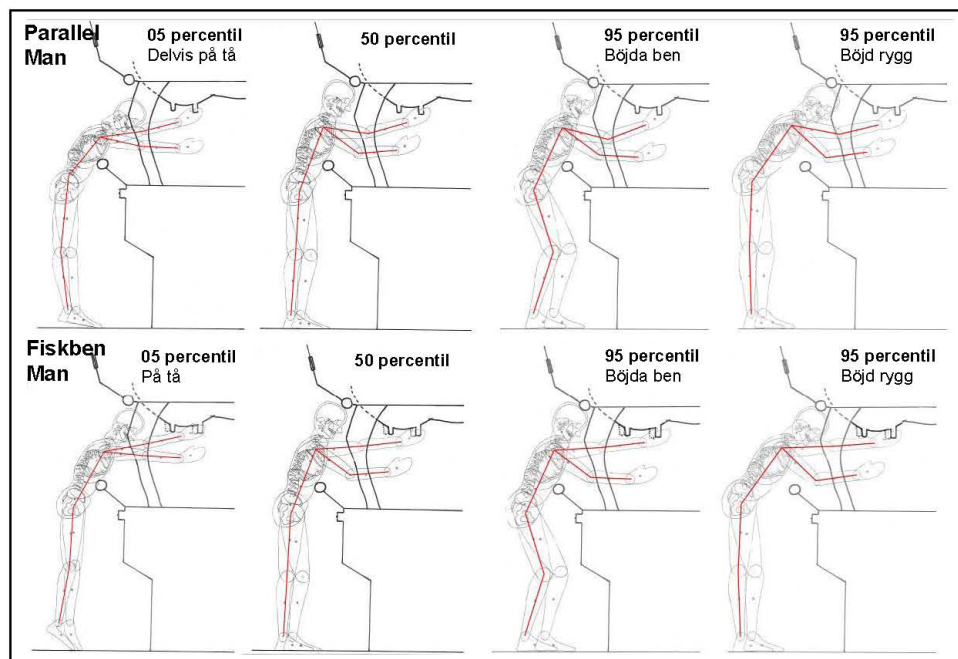 Parallel
Man
05 percentil
Delvis på tå
50 percentil
95 percentil
Böjda ben
95 percentil
Böjd rygg
Fiskben
Man
05 percentil
På tå
50 percentil
95 percentil
Böjda ben
95 percentil
Böjd rygg